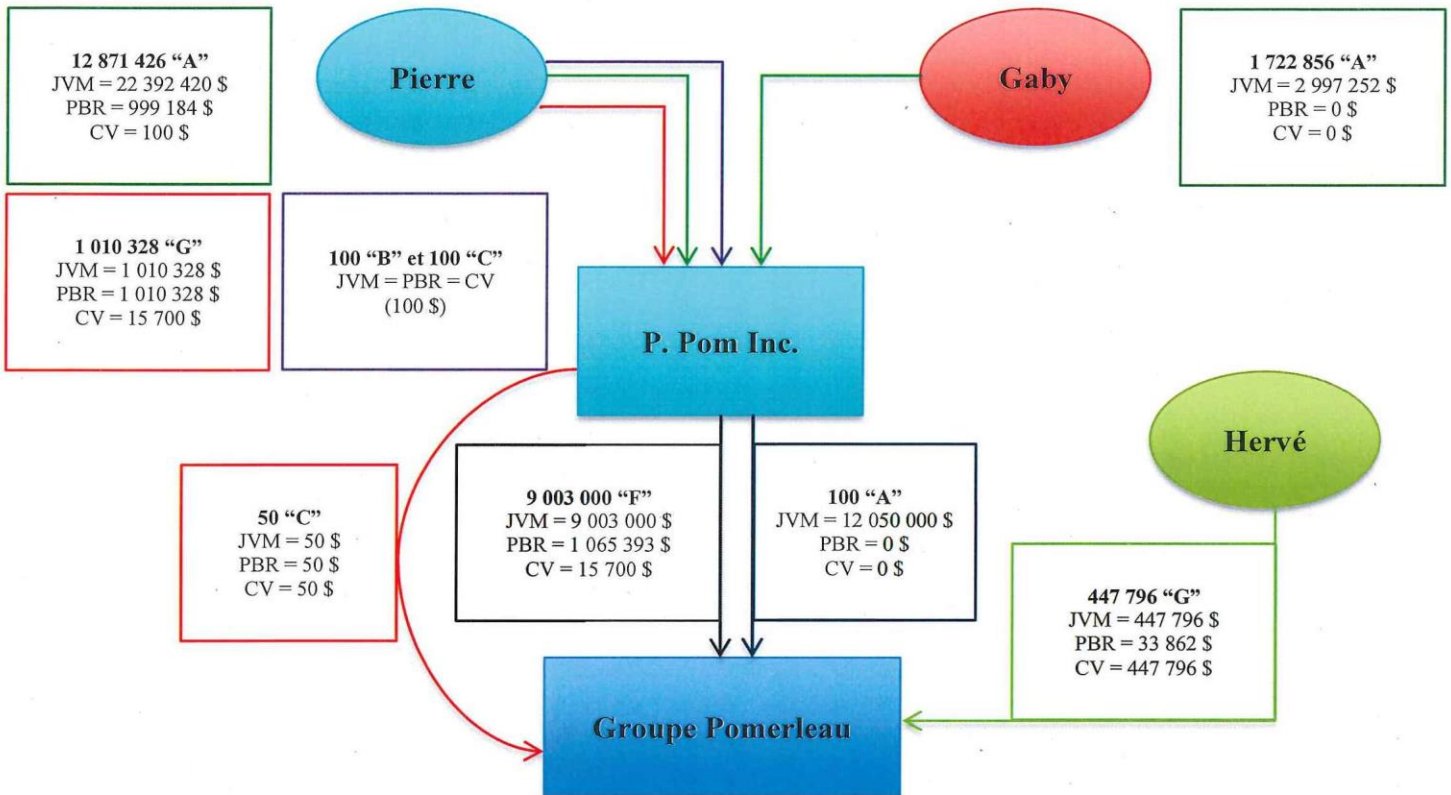 12 871 426 “A”
JVM = 22 392 420 $
PBR = 999 184 $
CV = 100 $
Pierre
Gaby
1 722 856 “A”
JVM = 2 997 252 $
PBR = 0 $
CV = 0 $
1 010 328 “G”
JVM = 1 010 328 $
PBR = 1 010 328 $
CV = 15 700 $
100 “B” et 100 “C”
JVM = PBR = CV
(100 $)
P. Pom Inc.
Hervé
50 “C”
JVM = 50 $
PBR = 50 $
CV = 50 $
9 003 000 “F”
JVM = 9 003 000 $
PBR = 1 065 393 $
CV = 15 700 $
100 “A”
JVM = 12 050 000 $
PBR = 0 $
CV = 0 $
447 796 “G”
JVM = 447 796 $
PBR = 33 862 $
CV = 447 796 $
Groupe Pomerleau